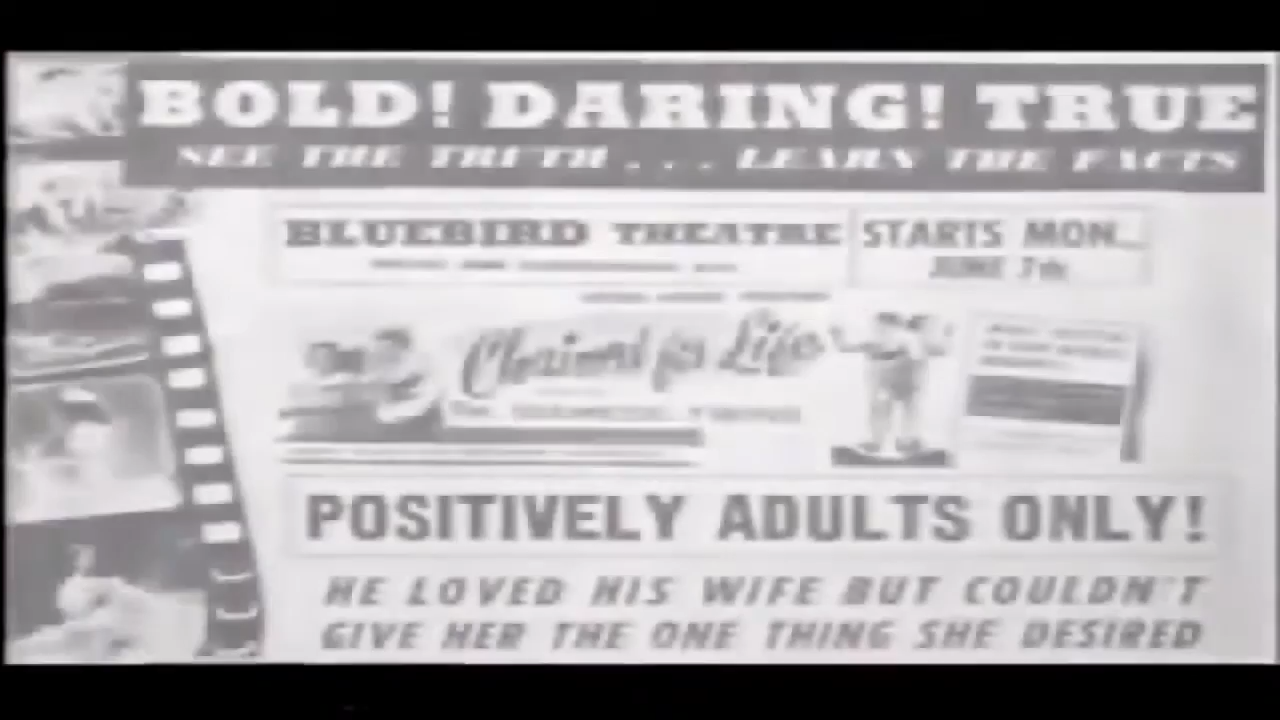 BOLD! DARING! TRUE
SEE THE TRUTH . . . LEARN THE FACTS
BLUEBIRD THEATRE
STARTS MON...
JUNE 7th
Chained for Life
POSITIVELY ADULTS ONLY!
HE LOVED HIS WIFE BUT COULDN'T
GIVE HER THE ONE THING SHE DESIRED